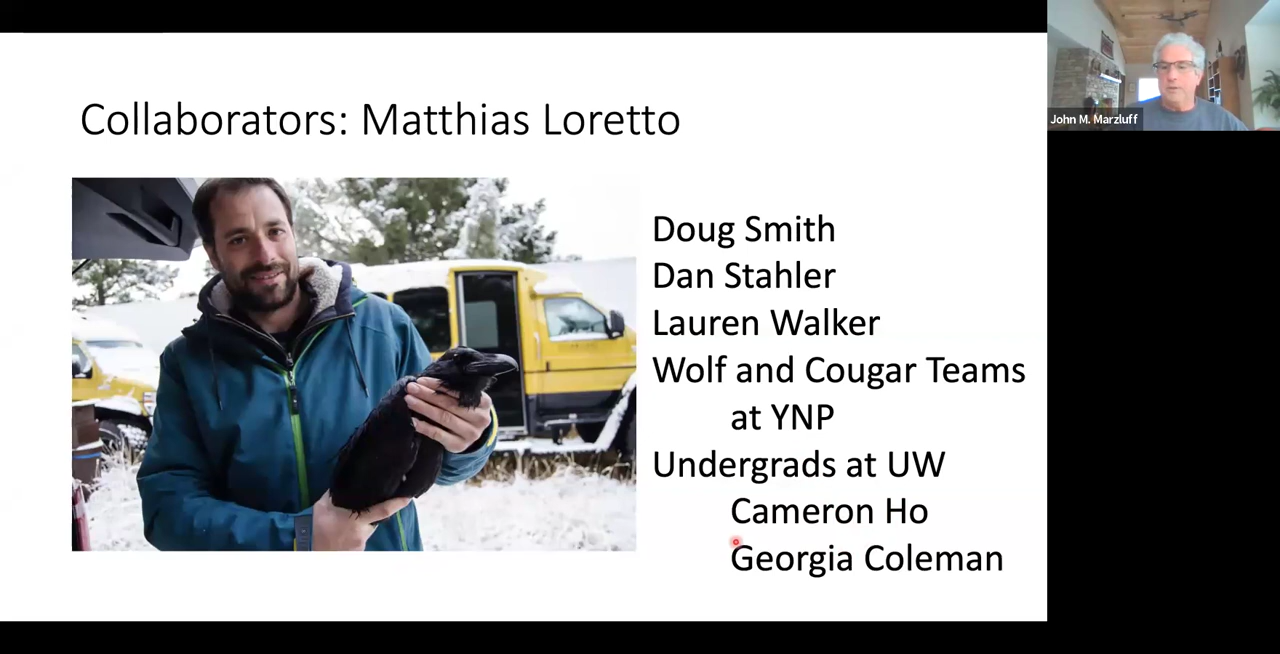 Collaborators: Matthias Loretto
Doug Smith
Dan Stahler
Lauren Walker
Wolf and Cougar Teams
at YNP
Undergrads at UW
Cameron Ho
Georgia Coleman
John M. Marzluff